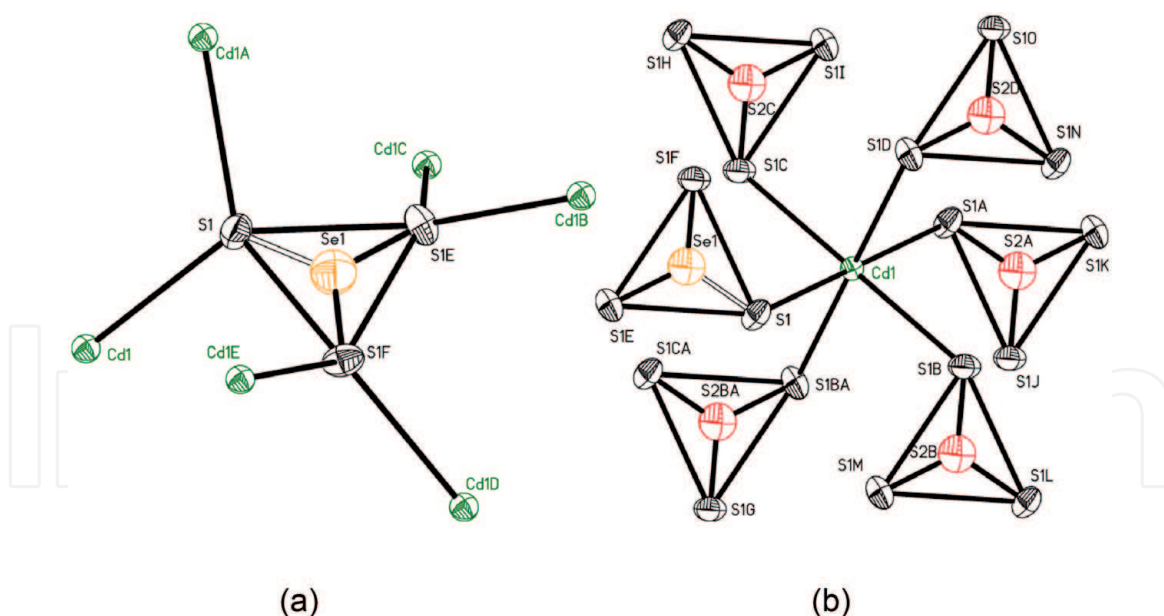 Cd1A
Cd1C
Cd1B
S1
Se1
S1E
Cd1
Cd1E
S1F
Cd1D
(a)
S1H
S1I
S2C
S1C
S1O
S2D
S1D
S1N
S1F
Se1
S1E
S1
Cd1
S1A
S2A
S1K
S1J
S1CA
S2BA
S1BA
S1G
S1B
S2B
S1M
S1L
(b)